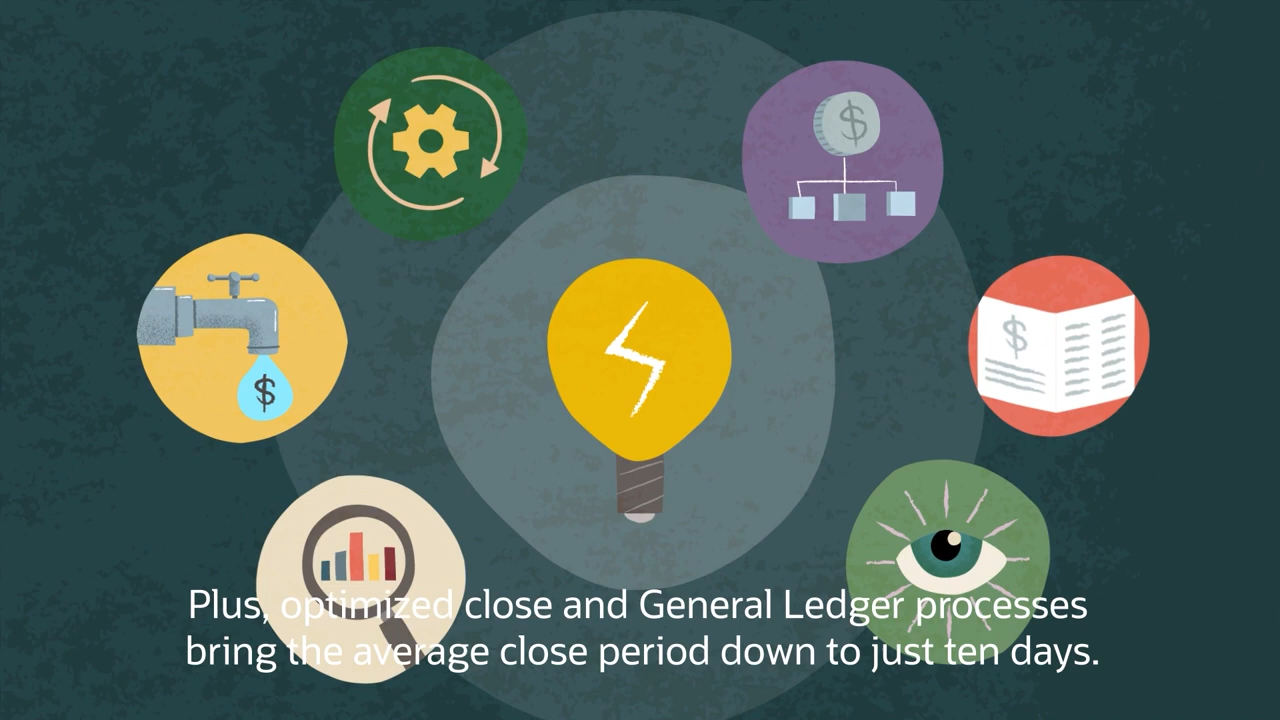 $
$
$
Plus, optimized close and General Ledger processes
bring the average close period down to just ten days.